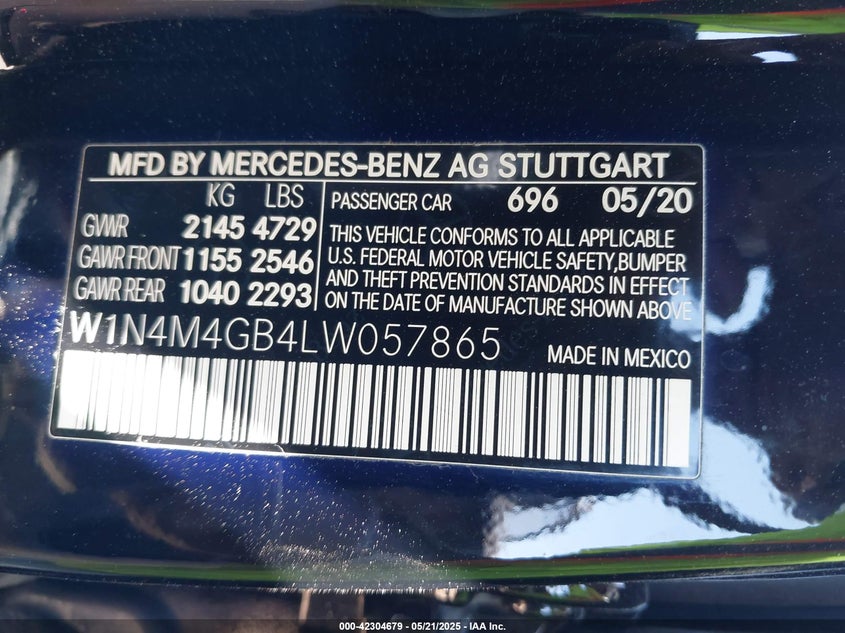 MFD BY MERCEDES-BENZ AG STUTTGART
KG LBS
GVWR 2145 4729
GAWR FRONT 1155 2546
GAWR REAR 1040 2293
PASSENGER CAR 696 05/20
THIS VEHICLE CONFORMS TO ALL APPLICABLE
U.S. FEDERAL MOTOR VEHICLE SAFETY,BUMPER
AND THEFT PREVENTION STANDARDS IN EFFECT
ON THE DATE OF MANUFACTURE SHOWN ABOVE
W1N4M4GB4LW057865 MADE IN MEXICO
000-42304679 - 05/21/2025 - IAA Inc.